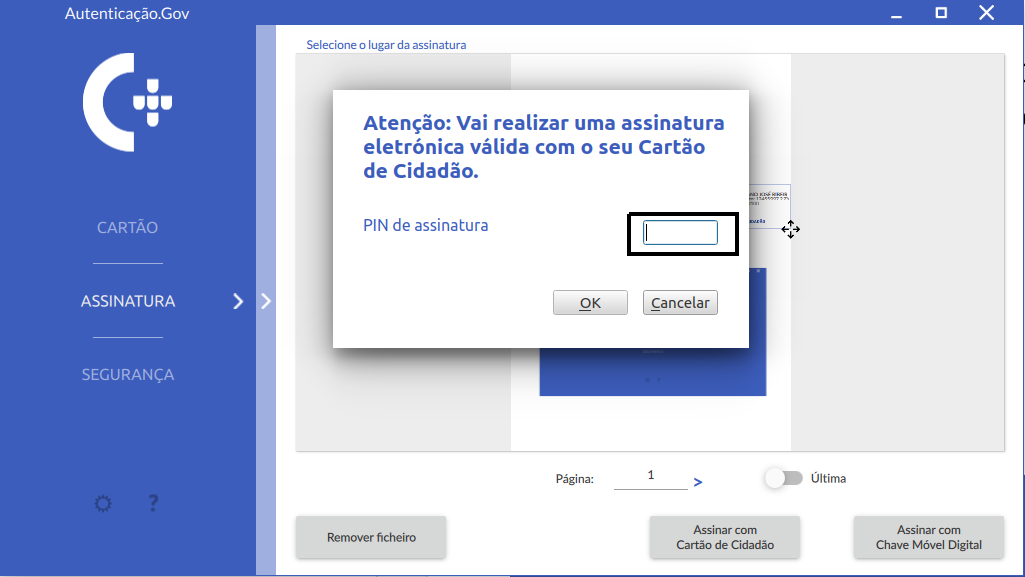 Autenticação.Gov
Selecione o lugar da assinatura
Atenção: Vai realizar uma assinatura
eletrónica válida com o seu Cartão
de Cidadão.
PIN de assinatura
OK
Cancelar
CARTÃO
ASSINATURA
SEGURANÇA
?
Página:
1
>
Última
Remover ficheiro
Assinar com
Cartão de Cidadão
Assinar com
Chave Móvel Digital